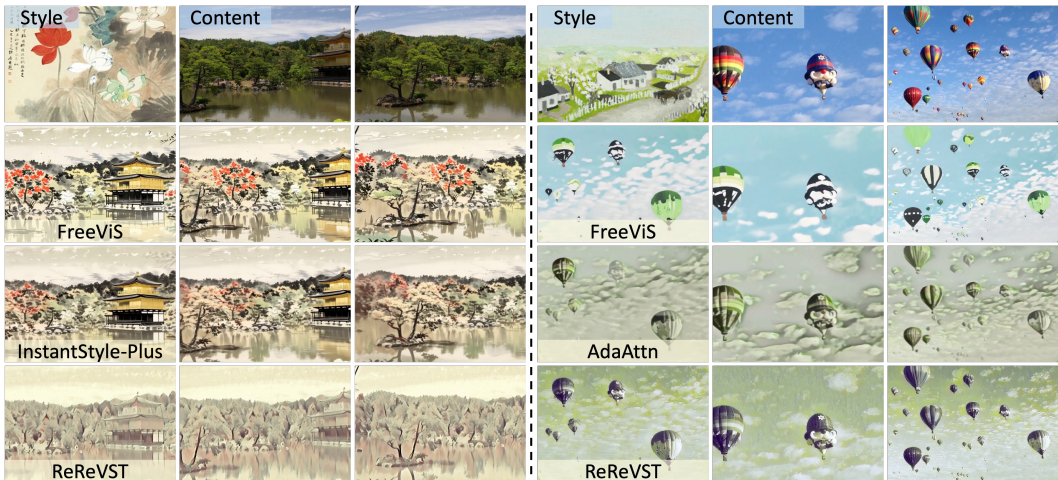 Style
Content
Style
Content
FreeViS
FreeViS
InstantStyle-Plus
AdaAttn
ReReVST
ReReVST